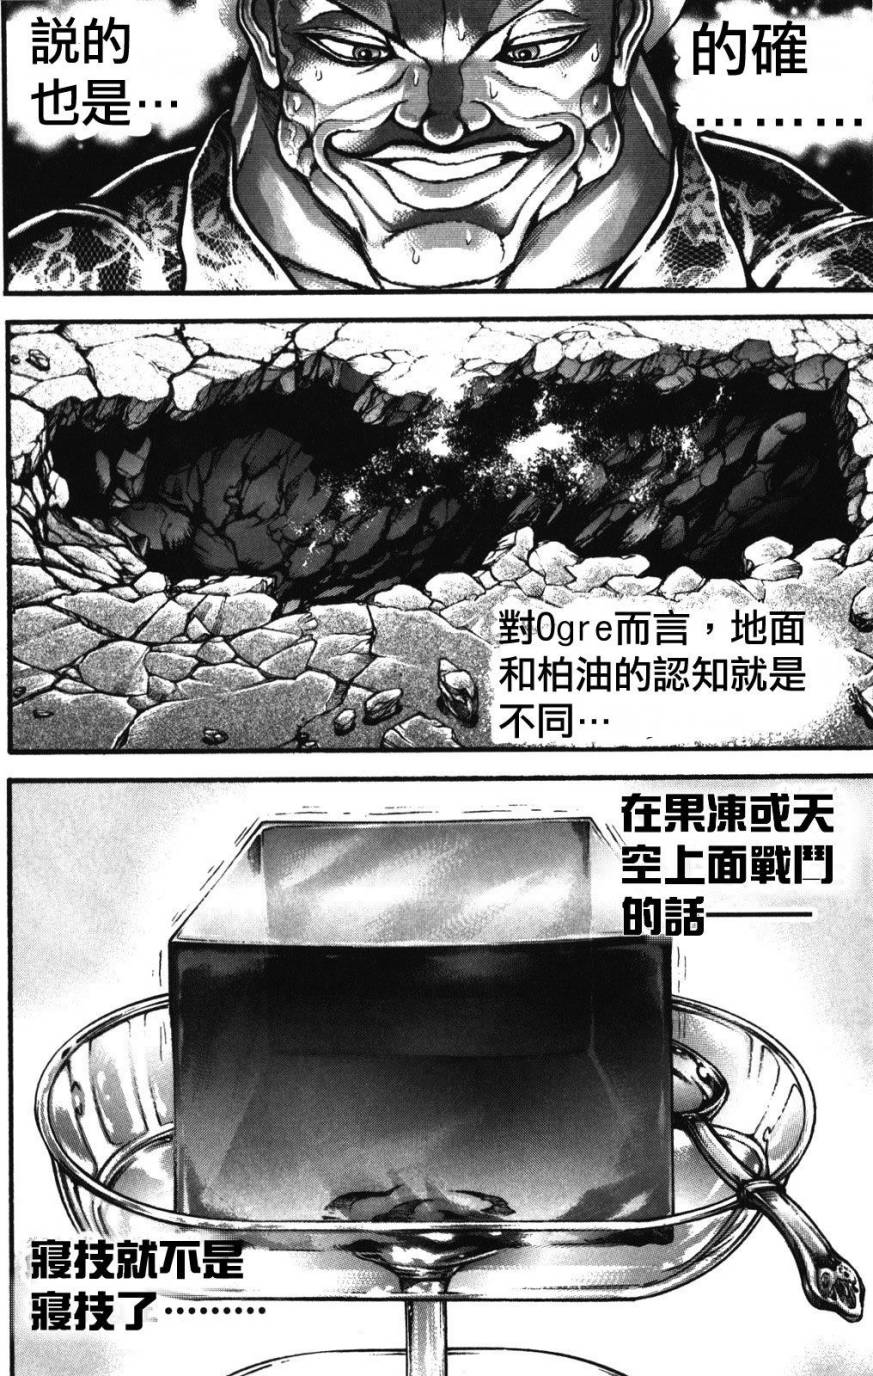 的確
………
説的
也是…
對Ogre而言，地面
和柏油的認知就是
不同…
在果凍或天
空上面戰鬥
的話——
寢技就不是
寢技了………